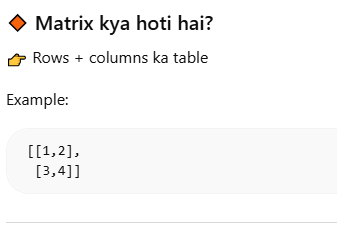 🔶 Matrix kya hoti hai?
👉 Rows + columns ka table
Example:
[[1,2],
 [3,4]]